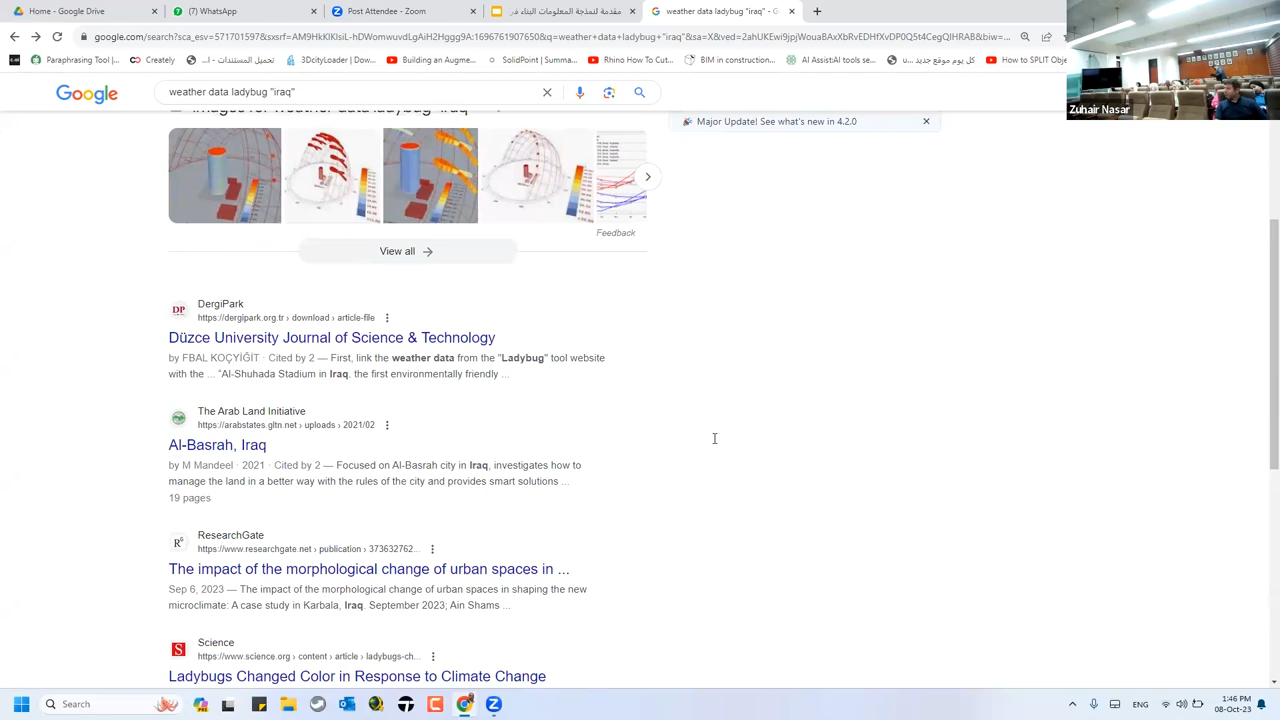 Home - Google Drive
(7) WhatsApp
Post Attendee - Zoom
مقدمة لنمذجة المعلومات البناء في
weather data ladybug "iraq" - G
google.com/search?sca_esv=571701597&sxsrf=AM9HkKlKlsiL-hDWomwuvdLgAiH2Hggg9A:1696761907650&q=weather+data+ladybug+"iraq"&sa=X&ved=2ahUKEwi9jpjWouaBAxXbRvEDHfXvDP0Q5t4CegQIHRAB&biw=...
Paraphrasing Tool |...
Creately
تحميل المستندات - ا...
3DcityLoader | Dow...
Building an Augme...
SolidPoint | Summa...
Rhino How To Cut...
BIM in construction...
AI AssistAI tools se...
كل يوم موقع جديد ...
How to SPLIT Obje
Zuhair Nasar
Google
weather data ladybug "iraq"
Images for weather data ladybug "iraq"
Major Update! See what's new in 4.2.0
Feedback
View all
DP
DergiPark
https://dergipark.org.tr › download › article-file
Düzce University Journal of Science & Technology
by FBAL KOÇYİĞİT · Cited by 2 — First, link the weather data from the "Ladybug" tool website
with the ... "Al-Shuhada Stadium in Iraq. the first environmentally friendly ...
The Arab Land Initiative
https://arabstates.gltn.net › uploads › 2021/02
Al-Basrah, Iraq
by M Mandeel · 2021 · Cited by 2 — Focused on Al-Basrah city in Iraq, investigates how to
manage the land in a better way with the rules of the city and provides smart solutions ...
19 pages
R6
ResearchGate
https://www.researchgate.net › publication › 373632762...
The impact of the morphological change of urban spaces in ...
Sep 6, 2023 — The impact of the morphological change of urban spaces in shaping the new
microclimate: A case study in Karbala, Iraq. September 2023; Ain Shams ...
S
Science
https://www.science.org › content › article › ladybugs-ch...
Ladybugs Changed Color in Response to Climate Change
Search
ENG
1:46 PM
08-Oct-23